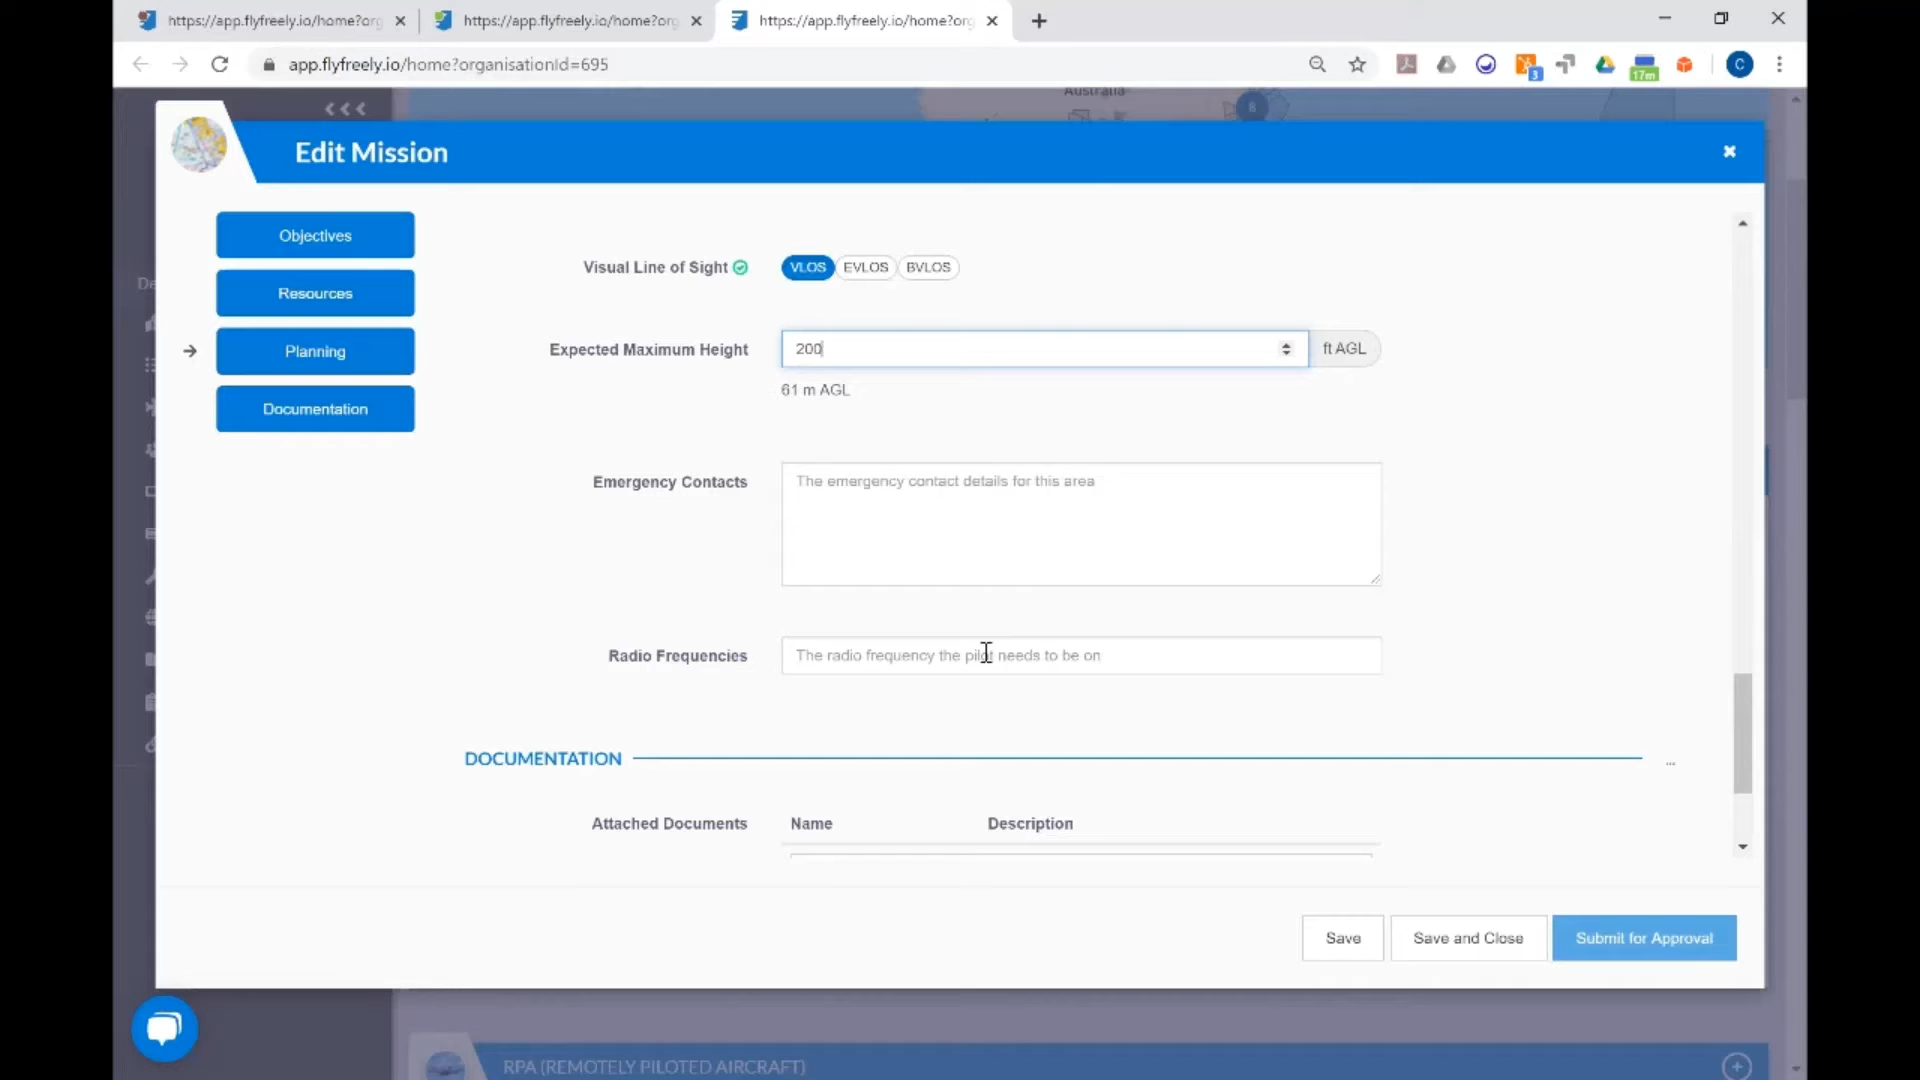 https://app.flyfreely.io/home?org
https://app.flyfreely.io/home?org
https://app.flyfreely.io/home?org
app.flyfreely.io/home?organisationId=695
3
17m
C
Australia
8
Edit Mission
Objectives
Resources
Planning
Documentation
De
Visual Line of Sight
VLOS
EVLOS
BVLOS
Expected Maximum Height
200
ft AGL
61 m AGL
Emergency Contacts
The emergency contact details for this area
Radio Frequencies
The radio frequency the pilot needs to be on
DOCUMENTATION
...
Attached Documents
Name
Description
Save
Save and Close
Submit for Approval
RPA (REMOTELY PILOTED AIRCRAFT)